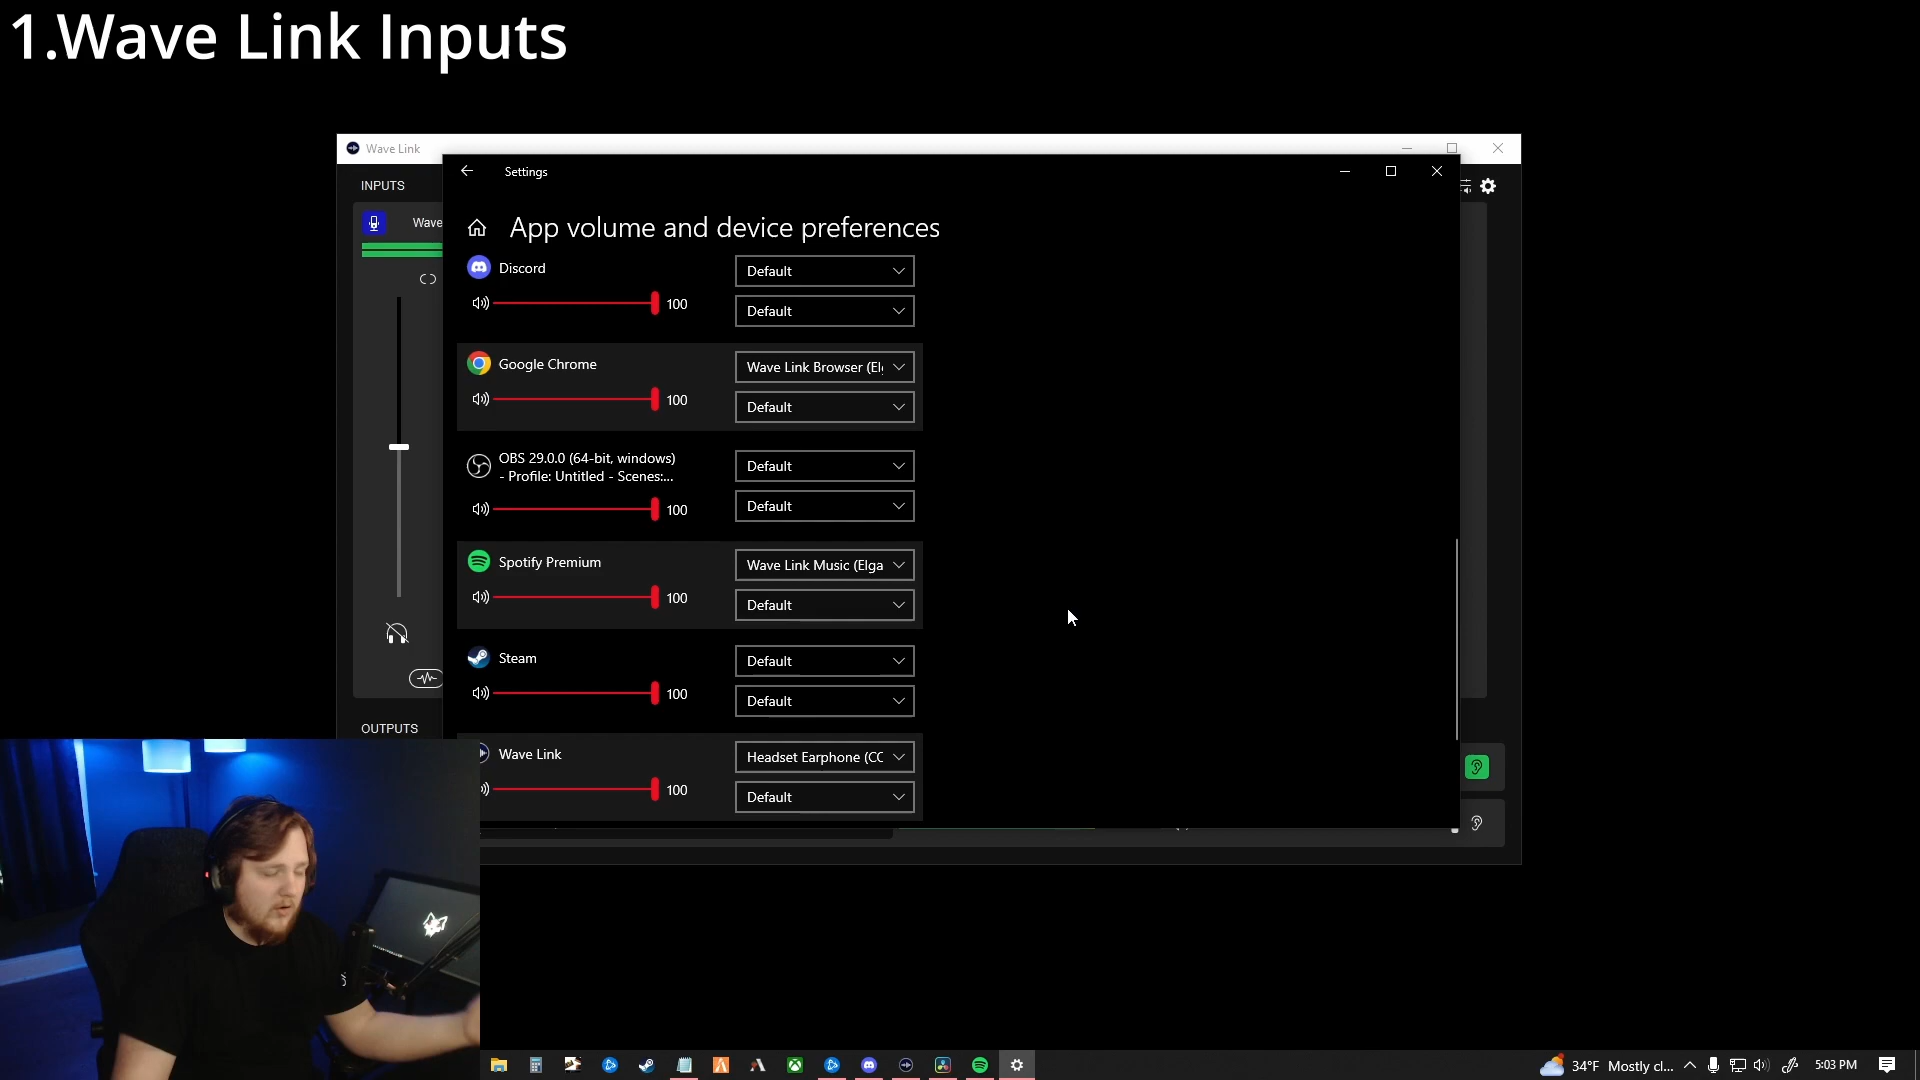 1.Wave Link Inputs
Wave Link
INPUTS
Wave
OUTPUTS
Settings
App volume and device preferences
Discord
Default
100
Default
Google Chrome
Wave Link Browser (El
100
Default
OBS 29.0.0 (64-bit, windows)
- Profile: Untitled - Scenes:...
Default
100
Default
Spotify Premium
Wave Link Music (Elga
100
Default
Steam
Default
100
Default
Wave Link
Headset Earphone (CO
100
Default
34°F Mostly cl...
5:03 PM